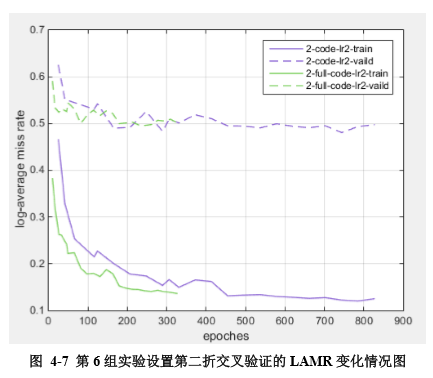 0.7
0.6
0.5
0.4
0.3
0.2
0.1
log-average miss rate
2-code-lr2-train
2-code-lr2-vaild
2-full-code-lr2-train
2-full-code-lr2-vaild
0 100 200 300 400 500 600 700 800 900
epoches
图 4-7 第 6 组实验设置第二折交叉验证的 LAMR 变化情况图